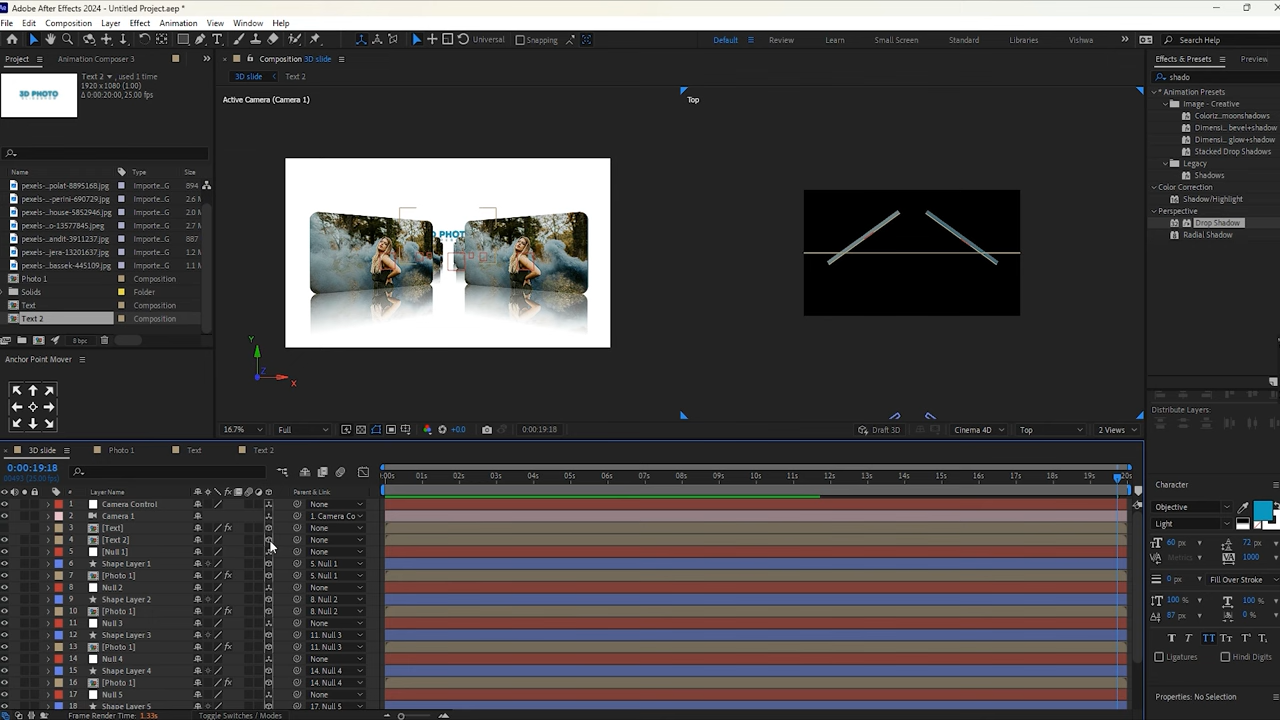 Adobe After Effects 2024 - Untitled Project.aep *
File Edit Composition Layer Effect Animation View Window Help
Universal Snapping Default Review Learn Small Screen Standard Libraries Vishwa Search Help
Project Animation Composer 3 Composition 3D slide Effects & Presets Preview
Text 2 , used 1 time
1920 x 1080 (1.00)
Δ 0:00:20:00, 25.00 fps
3D PHOTO
3D slide Text 2
Active Camera (Camera 1)
Top
shado
Animation Presets
Image - Creative
Coloriz...moonshadows
Dimensi...bevel+shadow
Dimensi...glow+shadow
Stacked Drop Shadows
Legacy
Shadows
Color Correction
Shadow/Highlight
Perspective
Drop Shadow
Radial Shadow
Name Type Size
pexels-...polat-8895168.jpg Importe...G 894
pexels-...perini-690729.jpg Importe...G 2.6 M
pexels-...house-5852946.jpg Importe...G 2.0 M
pexels-...o-13577845.jpg Importe...G
pexels-...andit-3911237.jpg Importe...G 887
pexels-...jera-13201637.jpg Importe...G
pexels-...bassek-445109.jpg Importe...G
Photo 1 Composition
Solids Folder
Text Composition
Text 2 Composition
8 bpc
D PHOT
Y
Z
X
Anchor Point Mover
16.7% Full +0.0 0:00:19:18 Draft 3D Cinema 4D Top 2 Views
Distribute Layers:
3D slide Photo 1 Text Text 2
0:00:19:18
00493 (25.00 fps)
:00s 01s 02s 03s 04s 05s 06s 07s 08s 09s 10s 11s 12s 13s 14s 15s 16s 17s 18s 19s 20s
# Layer Name Parent & Link
1 Camera Control None
2 Camera 1 1. Camera Co
3 [Text] None
4 [Text 2] None
5 [Null 1] None
6 Shape Layer 1 5. Null 1
7 [Photo 1] 5. Null 1
8 Null 2 None
9 Shape Layer 2 8. Null 2
10 [Photo 1] 8. Null 2
11 Null 3 None
12 Shape Layer 3 11. Null 3
13 [Photo 1] 11. Null 3
14 Null 4 None
15 Shape Layer 4 14. Null 4
16 [Photo 1] 14. Null 4
17 Null 5 None
18 Shape Layer 5 17. Null 5
Frame Render Time: 1.33s Toggle Switches / Modes
Character
Objective
Light
60 px 72 px
Metrics 1000
0 px Fill Over Stroke
100 % 100 %
87 px 0 %
T T TT Tt T¹ T₁
Ligatures Hindi Digits
Properties: No Selection